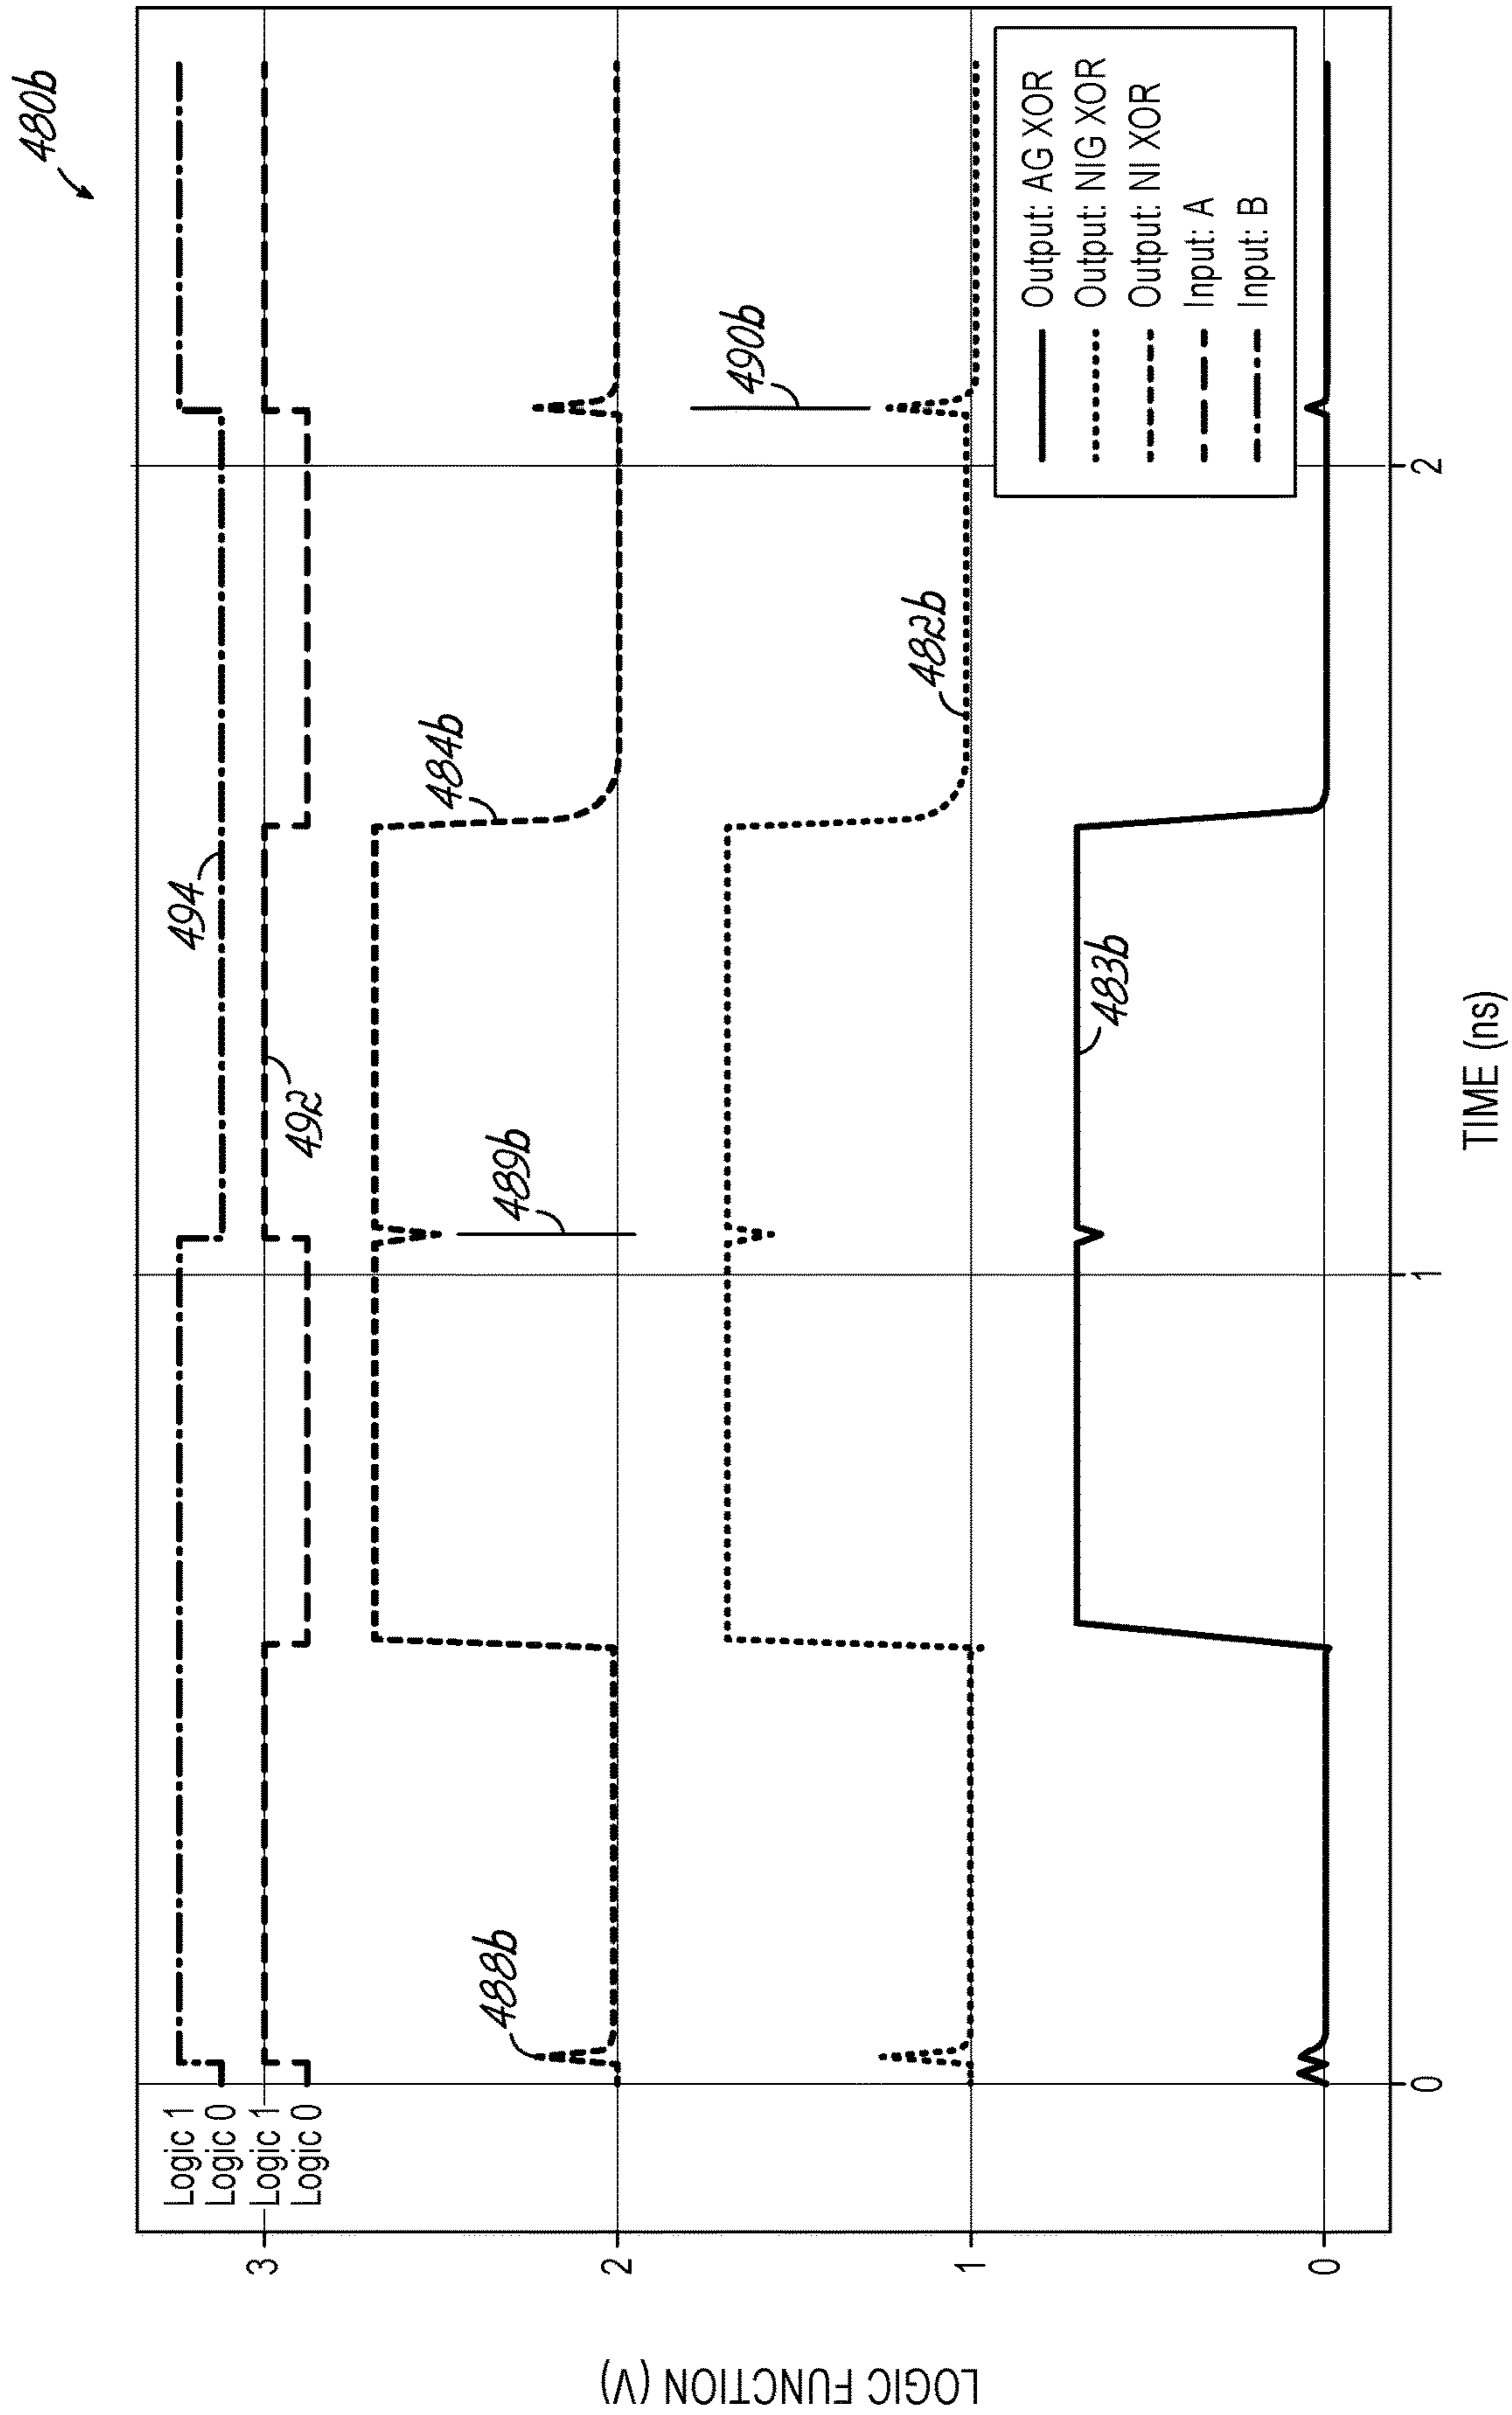 480b
Logic 1
Logic 0
Logic 1
Logic 0
494
492
484b
489b
488b
490b
482b
483b
Output: AG XOR
Output: NIG XOR
Output: NI XOR
Input: A
Input: B
3
2
1
0
LOGIC FUNCTION (V)
0
1
2
TIME (ns)